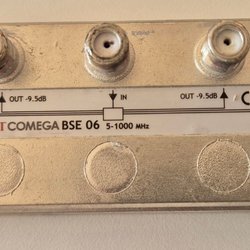 OUT -9.5dB IN OUT -9.5dB
COMEGA BSE 06 5-1000 MHz